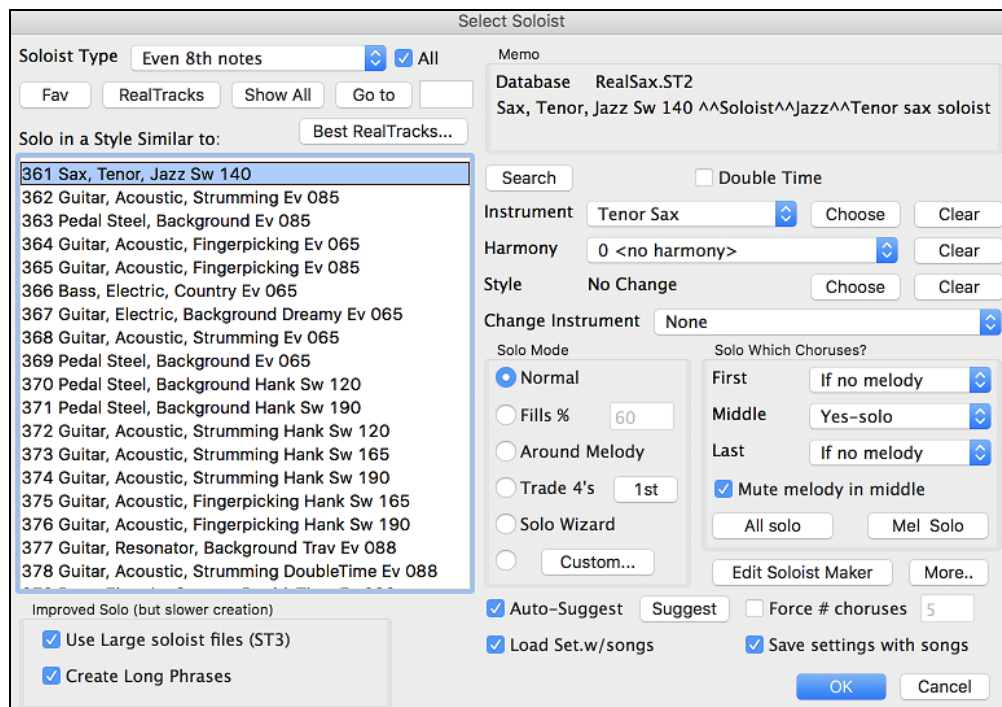 Select Soloist
Soloist Type Even 8th notes All
Fav RealTracks Show All Go to
Solo in a Style Similar to: Best RealTracks...
361 Sax, Tenor, Jazz Sw 140
362 Guitar, Acoustic, Strumming Ev 085
363 Pedal Steel, Background Ev 085
364 Guitar, Acoustic, Fingerpicking Ev 065
365 Guitar, Acoustic, Fingerpicking Ev 085
366 Bass, Electric, Country Ev 065
367 Guitar, Electric, Background Dreamy Ev 065
368 Guitar, Acoustic, Strumming Ev 065
369 Pedal Steel, Background Ev 065
370 Pedal Steel, Background Hank Sw 120
371 Pedal Steel, Background Hank Sw 190
372 Guitar, Acoustic, Strumming Hank Sw 120
373 Guitar, Acoustic, Strumming Hank Sw 165
374 Guitar, Acoustic, Strumming Hank Sw 190
375 Guitar, Acoustic, Fingerpicking Hank Sw 165
376 Guitar, Acoustic, Fingerpicking Hank Sw 190
377 Guitar, Resonator, Background Trav Ev 088
378 Guitar, Acoustic, Strumming DoubleTime Ev 088
Improved Solo (but slower creation)
Use Large soloist files (ST3)
Create Long Phrases
Memo
Database RealSax.ST2
Sax, Tenor, Jazz Sw 140 ^^Soloist^^Jazz^^Tenor sax soloist
Search Double Time
Instrument Tenor Sax Choose Clear
Harmony 0 <no harmony> Clear
Style No Change Choose Clear
Change Instrument None
Solo Mode
Normal
Fills % 60
Around Melody
Trade 4's 1st
Solo Wizard
Custom...
Solo Which Choruses?
First If no melody
Middle Yes-solo
Last If no melody
Mute melody in middle
All solo Mel Solo
Edit Soloist Maker More..
Auto-Suggest Suggest Force # choruses 5
Load Set.w/songs Save settings with songs
OK Cancel